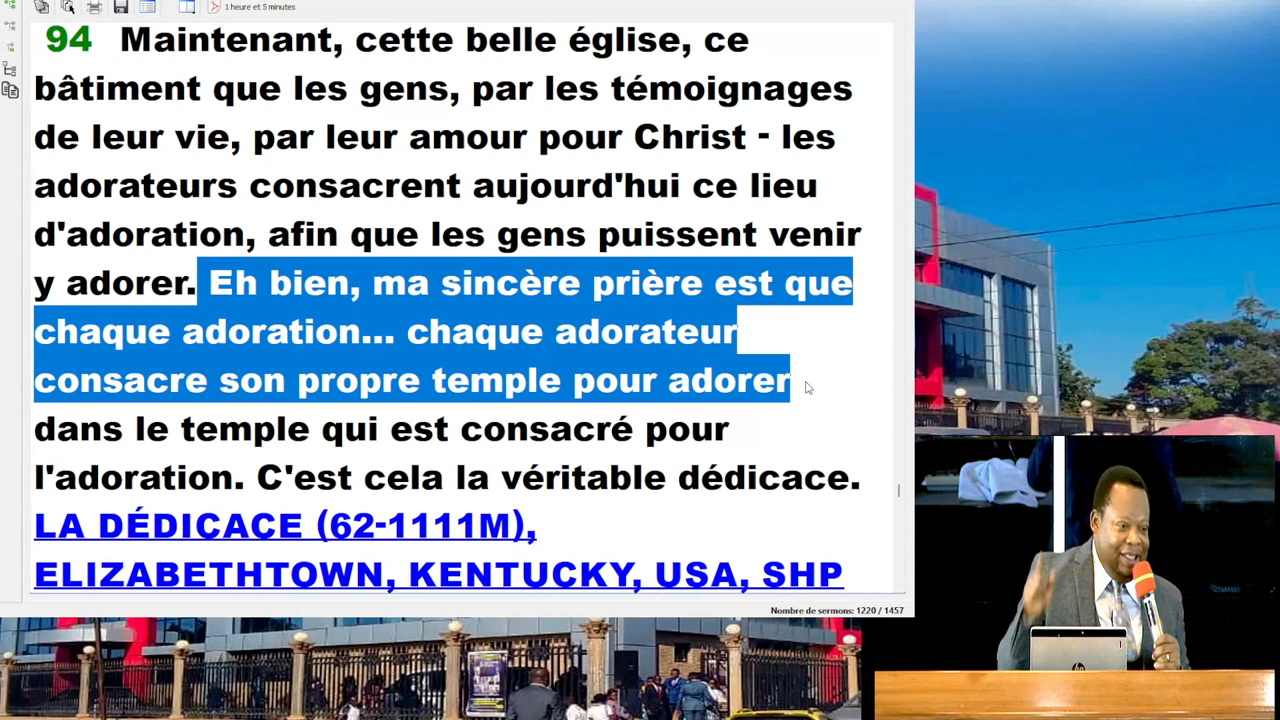 1 heure et 5 minutes
94 Maintenant, cette belle église, ce
bâtiment que les gens, par les témoignages
de leur vie, par leur amour pour Christ - les
adorateurs consacrent aujourd'hui ce lieu
d'adoration, afin que les gens puissent venir
y adorer. Eh bien, ma sincère prière est que
chaque adoration... chaque adorateur
consacre son propre temple pour adorer
dans le temple qui est consacré pour
l'adoration. C'est cela la véritable dédicace.
LA DÉDICACE (62-1111M),
ELIZABETHTOWN, KENTUCKY, USA, SHP
Nombre de sermons: 1220 / 1457
hp